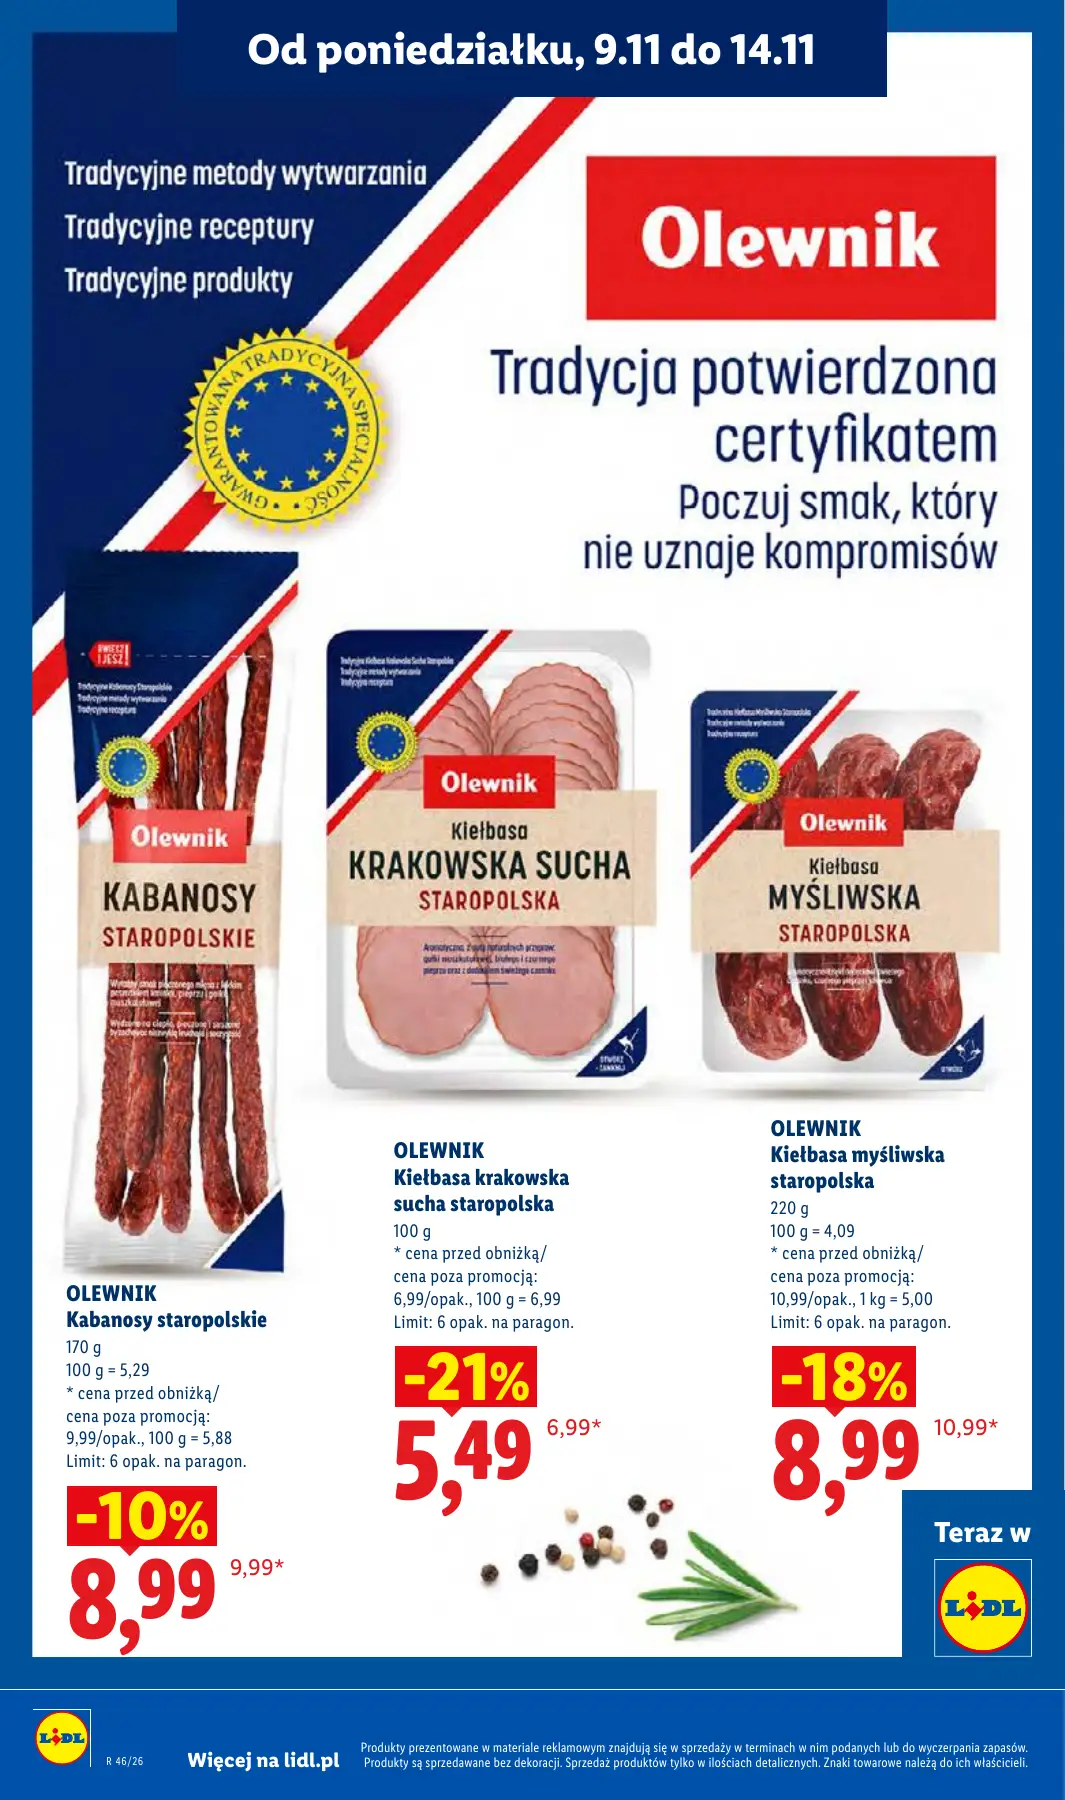 Od poniedziałku, 9.11 do 14.11
Tradycyjne metody wytwarzania
Tradycyjne receptury
Tradycyjne produkty
Olewnik
GWARANTOWANA TRADYCYJNA SPECJALNOŚĆ
Tradycja potwierdzona
certyfikatem
Poczuj smak, który
nie uznaje kompromisów
Olewnik
KABANOSY
STAROPOLSKIE
Olewnik
Kiełbasa
KRAKOWSKA SUCHA
STAROPOLSKA
OTWÓRZ
- ZAMKNIJ
Olewnik
Kiełbasa
MYŚLIWSKA
STAROPOLSKA
OTWÓRZ
OLEWNIK
Kabanosy staropolskie
170 g
100 g = 5,29
* cena przed obniżką/
cena poza promocją:
9,99/opak., 100 g = 5,88
Limit: 6 opak. na paragon.
-10%
8,99
9,99*
OLEWNIK
Kiełbasa krakowska
sucha staropolska
100 g
* cena przed obniżką/
cena poza promocją:
6,99/opak., 100 g = 6,99
Limit: 6 opak. na paragon.
-21%
5,49
6,99*
OLEWNIK
Kiełbasa myśliwska
staropolska
220 g
100 g = 4,09
* cena przed obniżką/
cena poza promocją:
10,99/opak., 1 kg = 5,00
Limit: 6 opak. na paragon.
-18%
8,99
10,99*
Teraz w
LIDL
LIDL
R 46/26
Więcej na lidl.pl
Produkty prezentowane w materiale reklamowym znajdują się w sprzedaży w terminach w nim podanych lub do wyczerpania zapasów.
Produkty są sprzedawane bez dekoracji. Sprzedaż produktów tylko w ilościach detalicznych. Znaki towarowe należą do ich właścicieli.